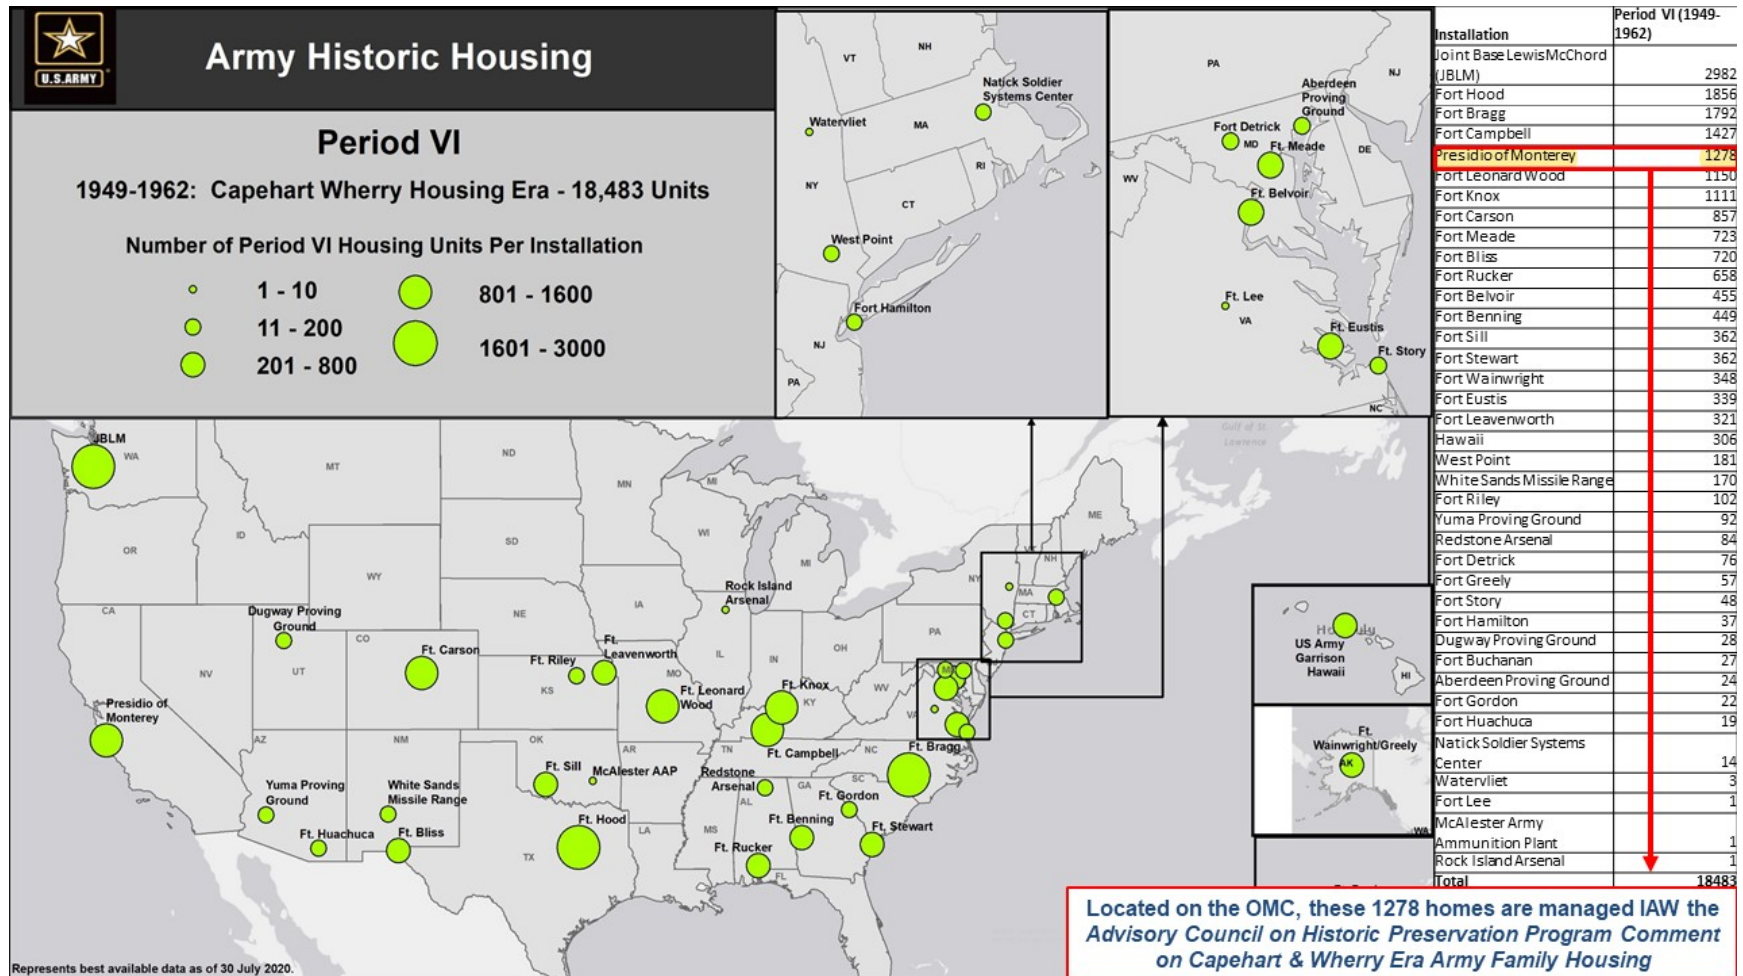 U.S.ARMY
Army Historic Housing
Period VI
1949-1962: Capehart Wherry Housing Era - 18,483 Units
Number of Period VI Housing Units Per Installation
1 - 10
11 - 200
201 - 800
801 - 1600
1601 - 3000
VT
NH
Natick Soldier
Systems Center
Watervliet
MA
RI
NY
CT
West Point
Fort Hamilton
NJ
PA
PA
NJ
Aberdeen
Proving
Ground
Fort Detrick
MD
Ft. Meade
DE
WV
Ft. Belvoir
Ft. Lee
VA
Ft. Eustis
Ft. Story
NC
Gulf of St.
Lawrence
JBLM
WA
MT
ND
MN
MI
ME
OR
ID
SD
WI
MI
VT
NH
WY
NY
MA
CT
Rock Island
Arsenal
CA
Dugway Proving
Ground
NE
IA
PA
CO
Ft. Carson
Ft.
Leavenworth
IL
IN
OH
NV
UT
Ft. Riley
KS
MO
Ft. Leonard
Wood
Ft. Knox
KY
WV
VA
Presidio of
Monterey
AZ
NM
OK
AR
TN
Ft. Campbell
NC
Ft. Bragg
Ft. Sill
McAlester AAP
Redstone
Arsenal
SC
Yuma Proving
Ground
White Sands
Missile Range
AL
GA
Ft. Gordon
Ft. Huachuca
Ft. Bliss
Ft. Hood
LA
MS
Ft. Benning
Ft. Stewart
TX
Ft. Rucker
FL
US Army
Garrison
Hawaii
HI
Ft.
Wainwright/Greely
AK
WA
Represents best available data as of 30 July 2020.
Installation Period VI (1949-
1962)
Joint Base Lewis McChord
(JBLM) 2982
Fort Hood 1856
Fort Bragg 1792
Fort Campbell 1427
Presidio of Monterey 1278
Fort Leonard Wood 1150
Fort Knox 1111
Fort Carson 857
Fort Meade 723
Fort Bliss 720
Fort Rucker 658
Fort Belvoir 455
Fort Benning 449
Fort Sill 362
Fort Stewart 362
Fort Wainwright 348
Fort Eustis 339
Fort Leavenworth 321
Hawaii 306
West Point 181
White Sands Missile Range 170
Fort Riley 102
Yuma Proving Ground 92
Redstone Arsenal 84
Fort Detrick 76
Fort Greely 57
Fort Story 48
Fort Hamilton 37
Dugway Proving Ground 28
Fort Buchanan 27
Aberdeen Proving Ground 24
Fort Gordon 22
Fort Huachuca 19
Natick Soldier Systems
Center 14
Watervliet 3
Fort Lee 1
McAlester Army
Ammunition Plant 1
Rock Island Arsenal 1
Total 18483
Located on the OMC, these 1278 homes are managed IAW the
Advisory Council on Historic Preservation Program Comment
on Capehart & Wherry Era Army Family Housing